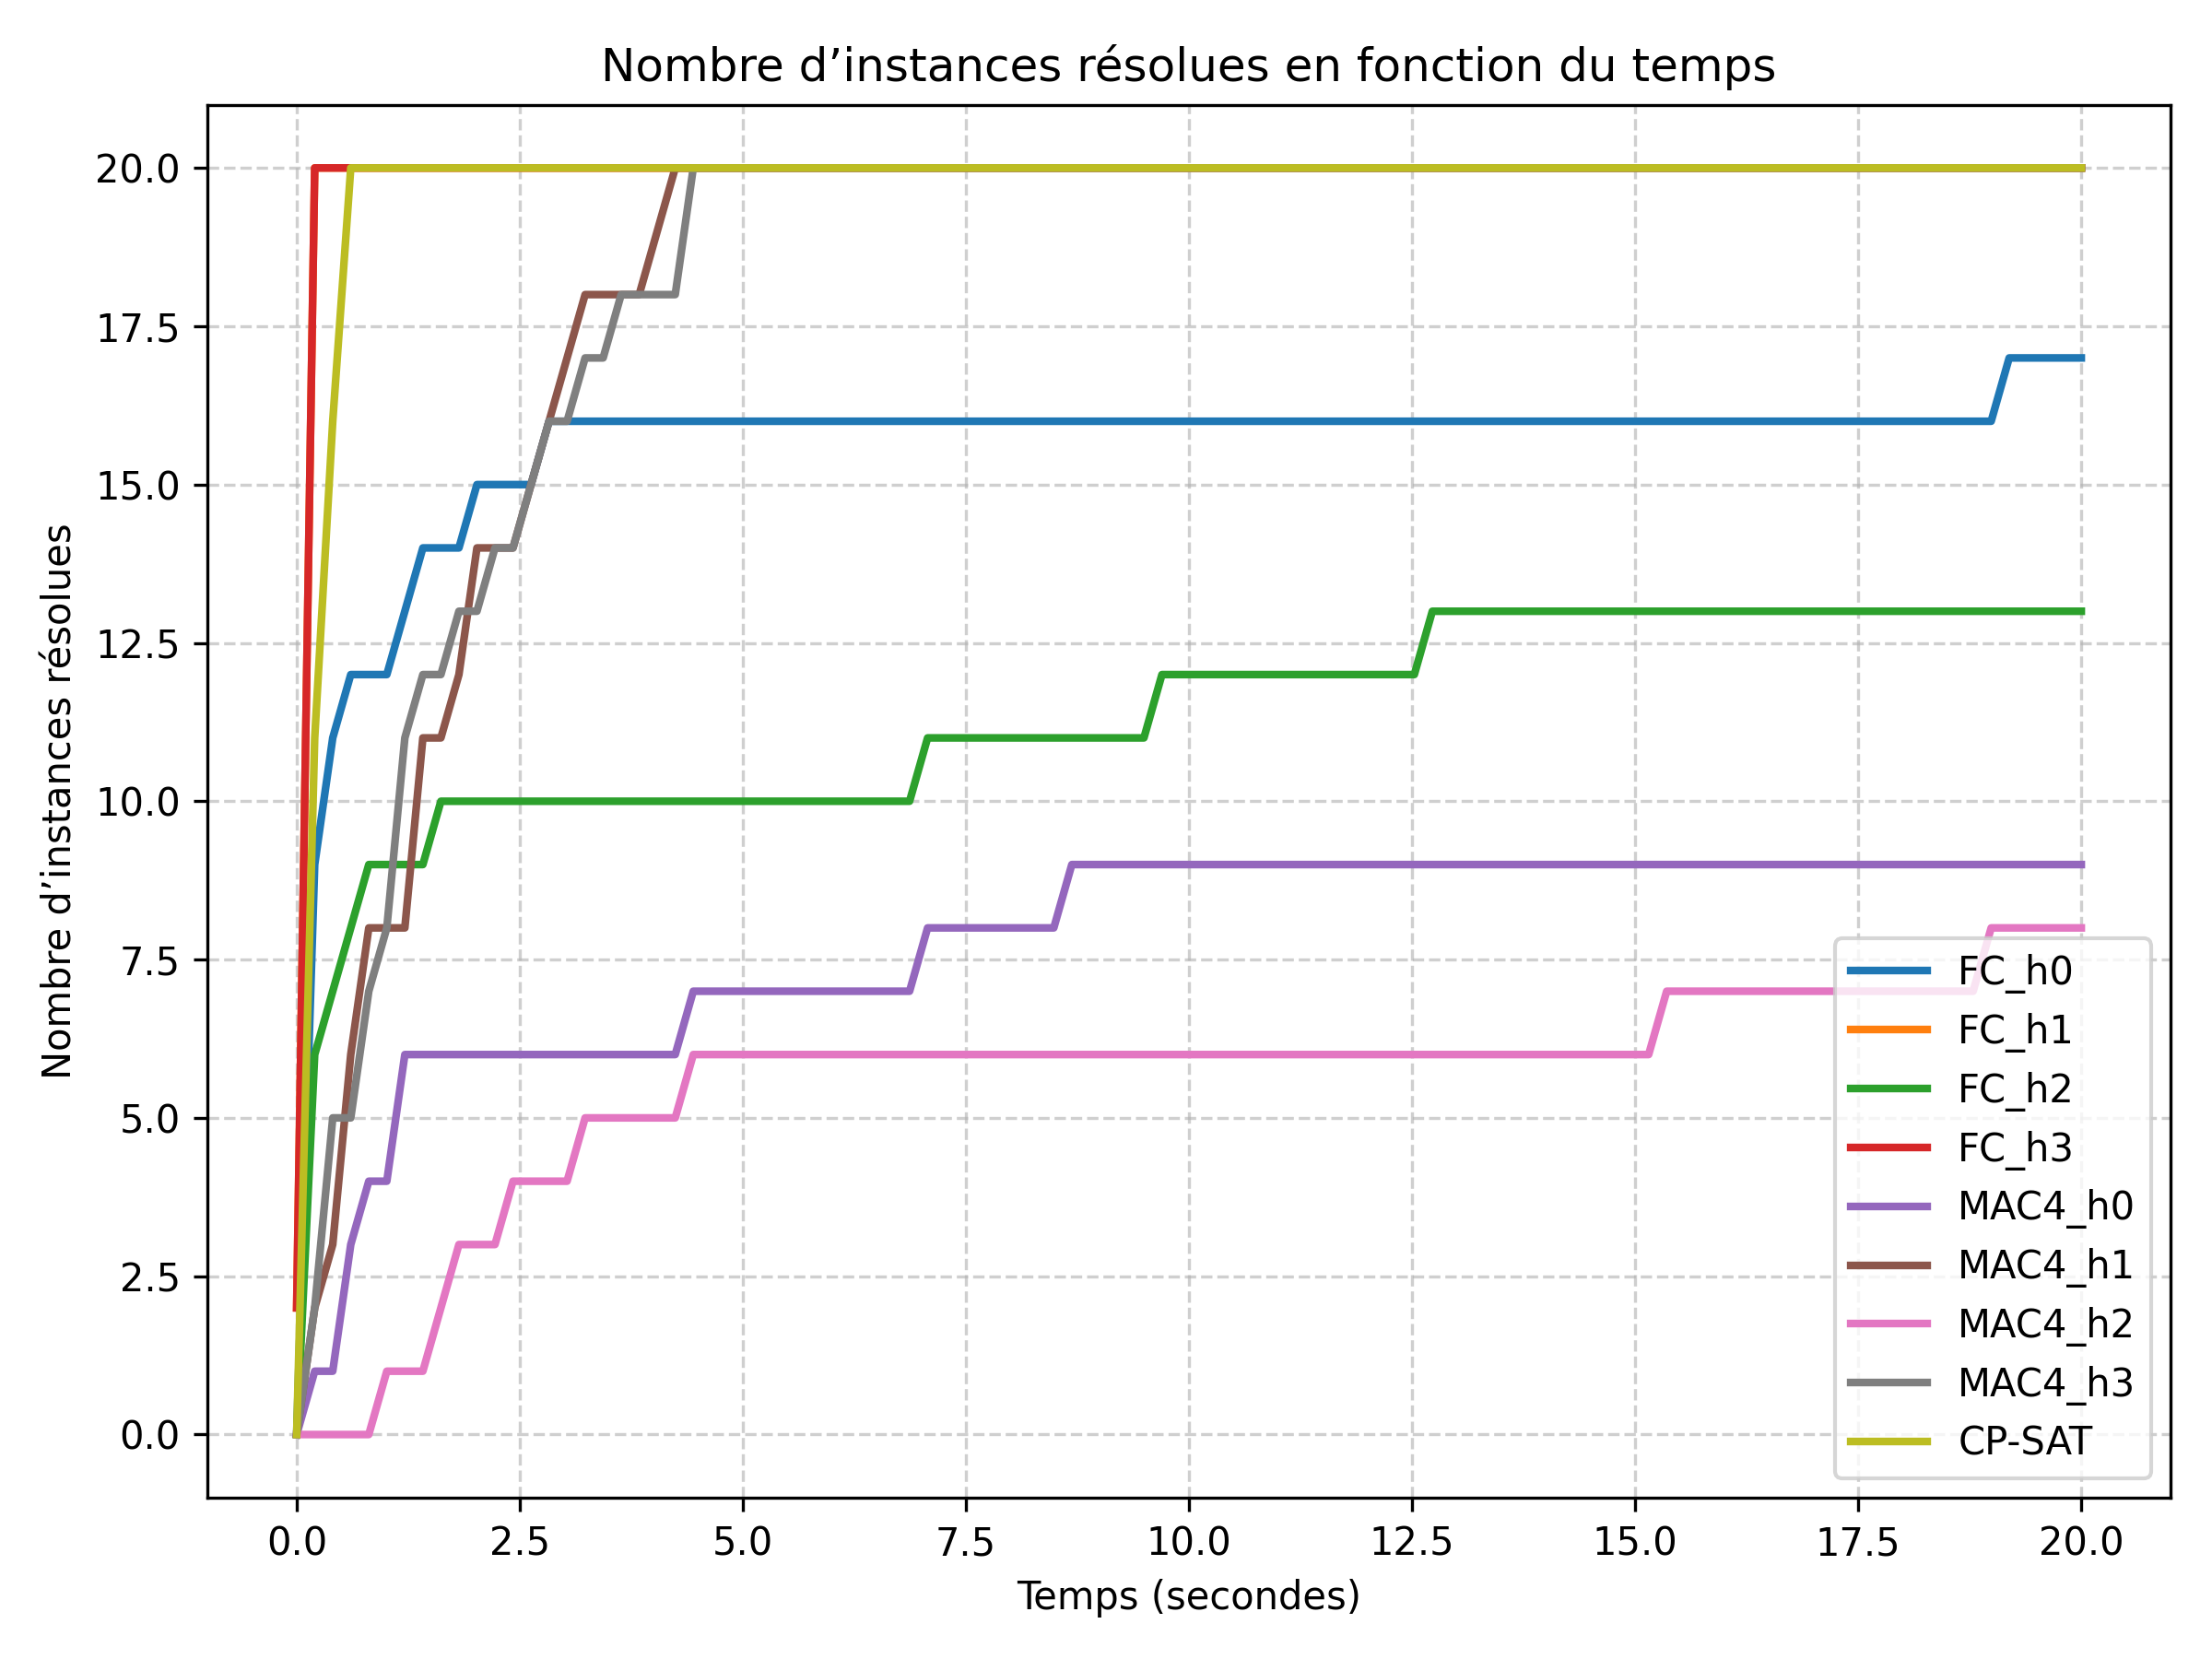 Nombre d’instances résolues en fonction du temps
Nombre d’instances résolues
20.0
17.5
15.0
12.5
10.0
7.5
5.0
2.5
0.0
0.0 2.5 5.0 7.5 10.0 12.5 15.0 17.5 20.0
Temps (secondes)
FC_h0
FC_h1
FC_h2
FC_h3
MAC4_h0
MAC4_h1
MAC4_h2
MAC4_h3
CP-SAT